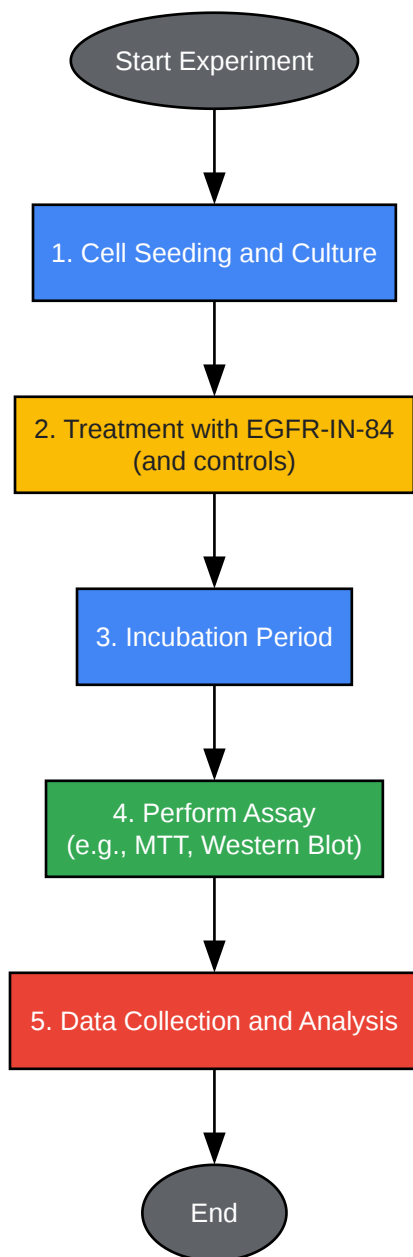 Start Experiment
1. Cell Seeding and Culture
2. Treatment with EGFR-IN-84
(and controls)
3. Incubation Period
4. Perform Assay
(e.g., MTT, Western Blot)
5. Data Collection and Analysis
End